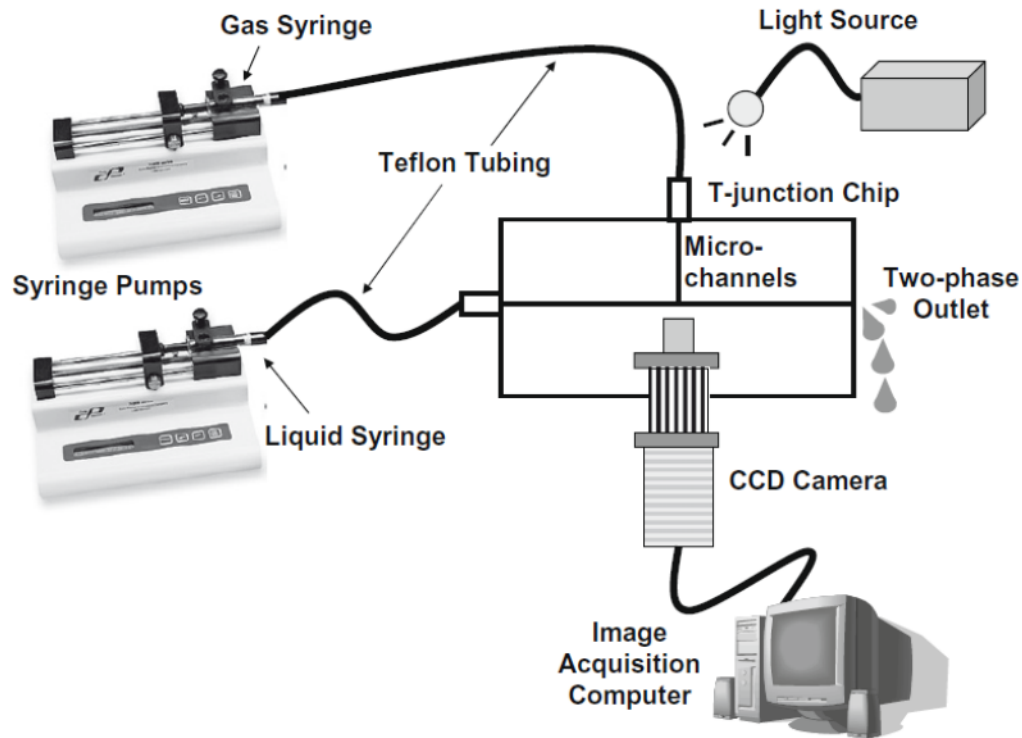 Gas Syringe
Light Source
Teflon Tubing
T-junction Chip
Micro-
channels
Two-phase
Outlet
Syringe Pumps
Liquid Syringe
CCD Camera
Image
Acquisition
Computer